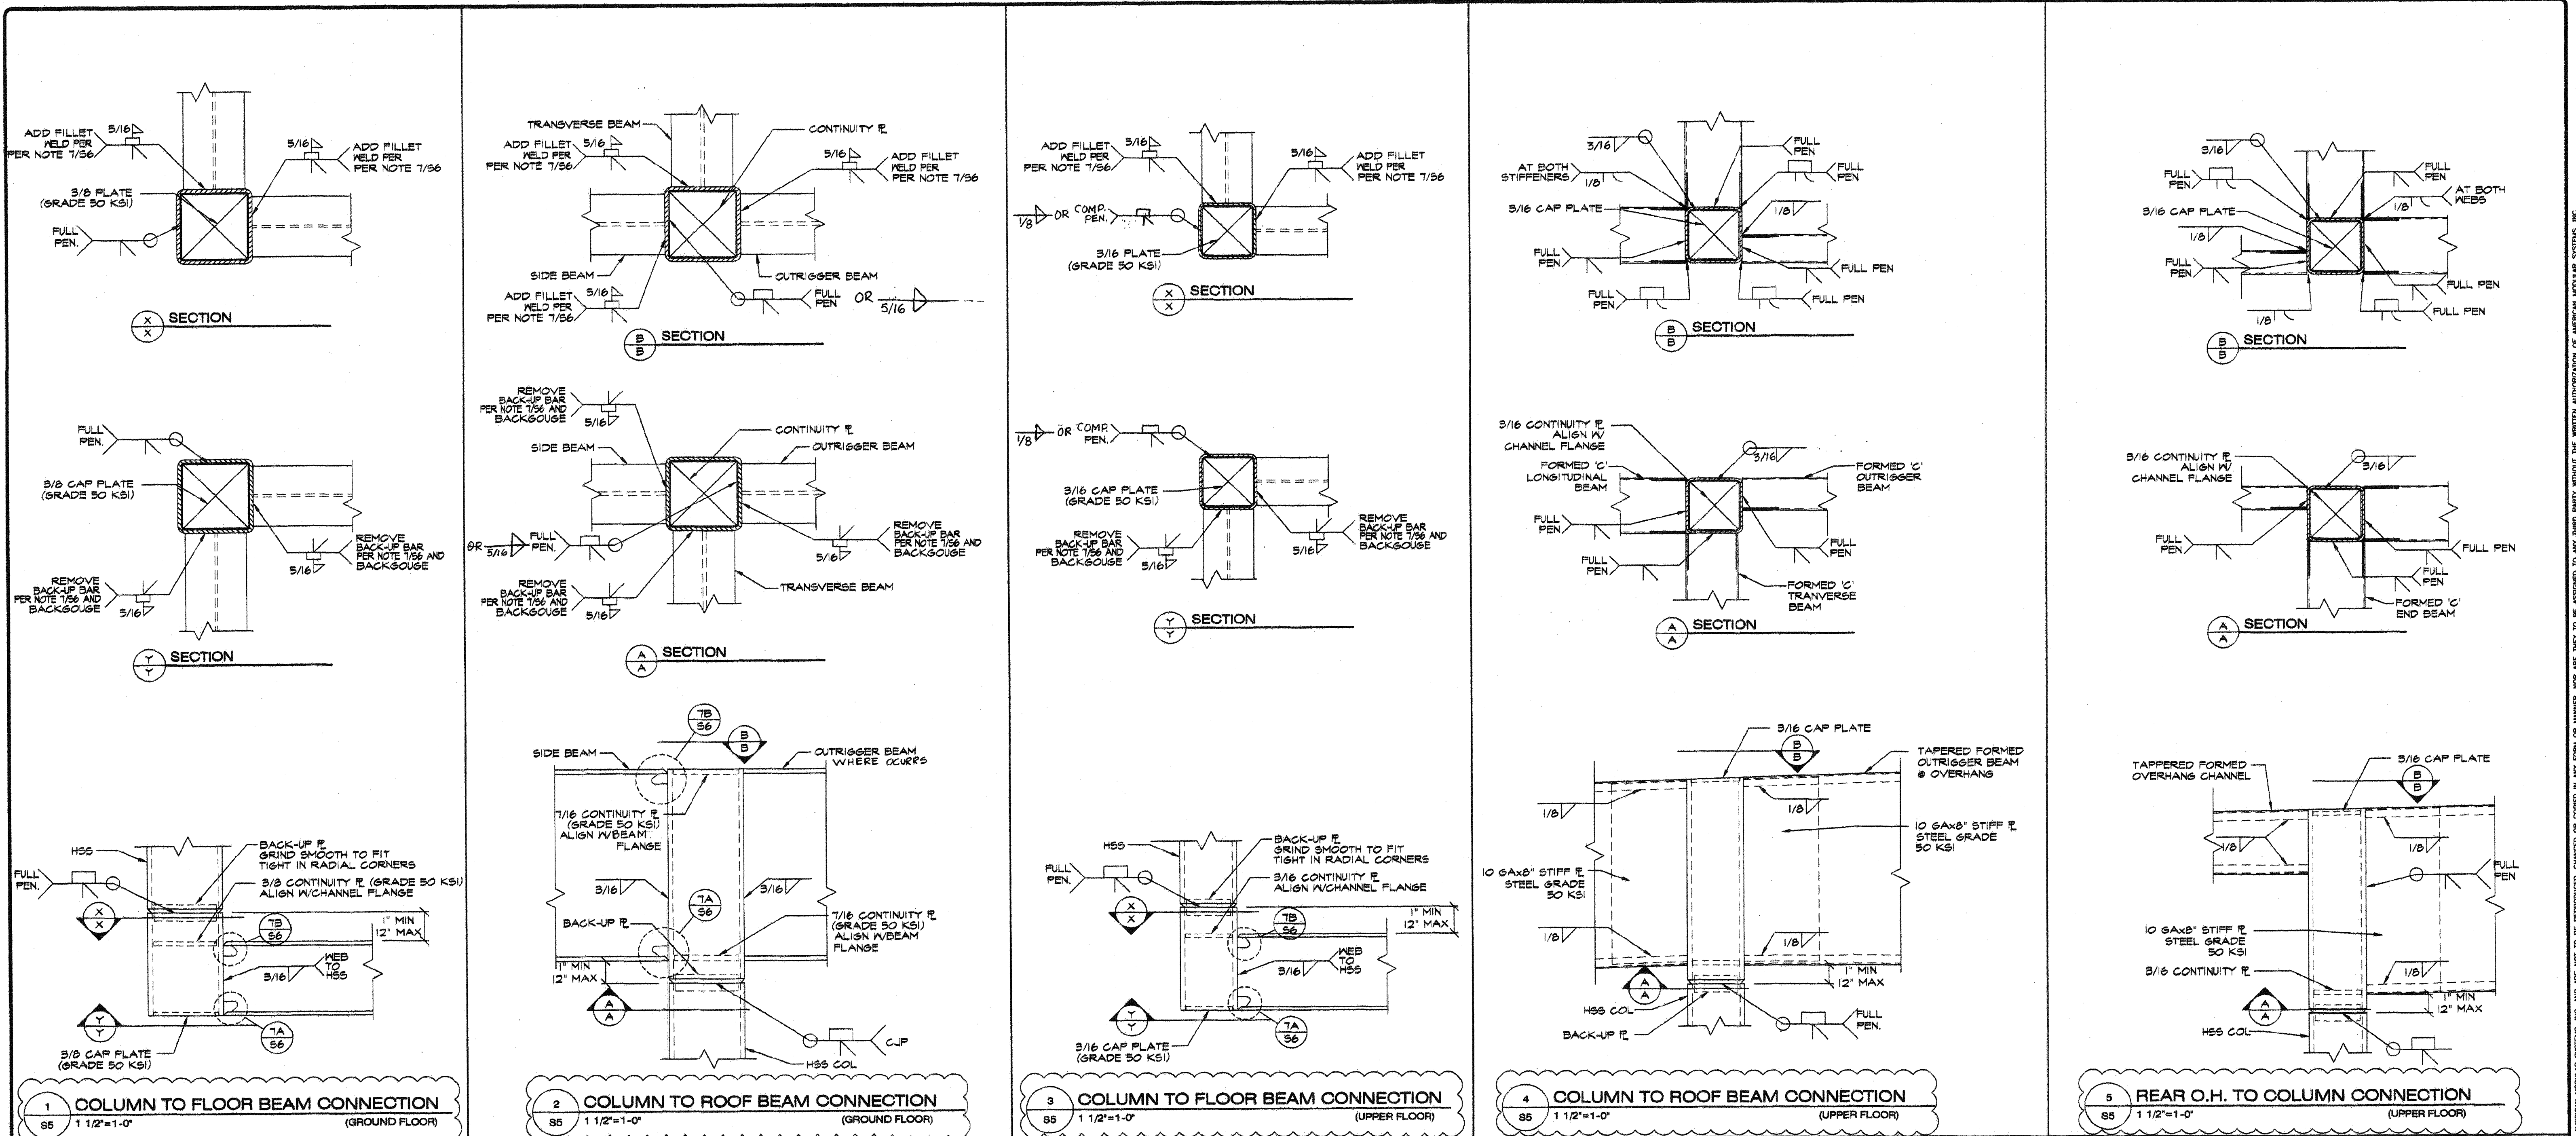 ADD FILLET
WELD PER
PER NOTE 7/S6
5/16
5/16
ADD FILLET
WELD PER
PER NOTE 7/S6
3/8 PLATE
(GRADE 50 KSI)
FULL
PEN.
X
X
SECTION
FULL
PEN.
3/8 CAP PLATE
(GRADE 50 KSI)
REMOVE
BACK-UP BAR
PER NOTE 7/S6 AND
BACKGOUGE
5/16
REMOVE
BACK-UP BAR
PER NOTE 7/S6 AND
BACKGOUGE
5/16
Y
Y
SECTION
HSS
BACK-UP PL
GRIND SMOOTH TO FIT
TIGHT IN RADIAL CORNERS
FULL
PEN.
3/8 CONTINUITY PL (GRADE 50 KSI)
ALIGN W/CHANNEL FLANGE
X
X
7B
S6
1" MIN
12" MAX
3/16
WEB
TO
HSS
Y
Y
7A
S6
3/8 CAP PLATE
(GRADE 50 KSI)
1
S5
COLUMN TO FLOOR BEAM CONNECTION
1 1/2"=1-0"
(GROUND FLOOR)
TRANSVERSE BEAM
CONTINUITY PL
ADD FILLET
WELD PER
PER NOTE 7/S6
5/16
5/16
ADD FILLET
WELD PER
PER NOTE 7/S6
SIDE BEAM
OUTRIGGER BEAM
ADD FILLET
WELD PER
PER NOTE 7/S6
5/16
FULL
PEN
OR
5/16
B
B
SECTION
REMOVE
BACK-UP BAR
PER NOTE 7/S6 AND
BACKGOUGE
5/16
CONTINUITY PL
SIDE BEAM
OUTRIGGER BEAM
OR
5/16
FULL
PEN.
5/16
REMOVE
BACK-UP BAR
PER NOTE 7/S6 AND
BACKGOUGE
REMOVE
BACK-UP BAR
PER NOTE 7/S6 AND
BACKGOUGE
5/16
TRANSVERSE BEAM
A
A
SECTION
7B
S6
B
B
SIDE BEAM
OUTRIGGER BEAM
WHERE OCURRS
7/16 CONTINUITY PL
(GRADE 50 KSI)
ALIGN W/BEAM
FLANGE
3/16
3/16
7A
S6
BACK-UP PL
7/16 CONTINUITY PL
(GRADE 50 KSI)
ALIGN W/BEAM
FLANGE
1" MIN
12" MAX
A
A
CJP
HSS COL
2
S5
COLUMN TO ROOF BEAM CONNECTION
1 1/2"=1-0"
(GROUND FLOOR)
ADD FILLET
WELD PER
PER NOTE 7/S6
5/16
5/16
ADD FILLET
WELD PER
PER NOTE 7/S6
1/8
OR COMP.
PEN.
3/16 PLATE
(GRADE 50 KSI)
X
X
SECTION
1/8
OR COMP.
PEN.
3/16 CAP PLATE
(GRADE 50 KSI)
REMOVE
BACK-UP BAR
PER NOTE 7/S6 AND
BACKGOUGE
5/16
5/16
REMOVE
BACK-UP BAR
PER NOTE 7/S6 AND
BACKGOUGE
Y
Y
SECTION
HSS
BACK-UP PL
GRIND SMOOTH TO FIT
TIGHT IN RADIAL CORNERS
FULL
PEN.
3/16 CONTINUITY PL
ALIGN W/CHANNEL FLANGE
X
X
7B
S6
1" MIN
12" MAX
3/16
WEB
TO
HSS
Y
Y
7A
S6
3/16 CAP PLATE
(GRADE 50 KSI)
3
S5
COLUMN TO FLOOR BEAM CONNECTION
1 1/2"=1-0"
(UPPER FLOOR)
3/16
FULL
PEN
AT BOTH
STIFFENERS
1/8
FULL
PEN
3/16 CAP PLATE
1/8
FULL
PEN
FULL PEN
FULL
PEN
FULL PEN
B
B
SECTION
3/16 CONTINUITY PL
ALIGN W/
CHANNEL FLANGE
3/16
FORMED 'C'
LONGITUDINAL
BEAM
FORMED 'C'
OUTRIGGER
BEAM
FULL
PEN
FULL
PEN
FULL
PEN
FORMED 'C'
TRANVERSE
BEAM
A
A
SECTION
3/16 CAP PLATE
B
B
TAPERED FORMED
OUTRIGGER BEAM
@ OVERHANG
1/8
1/8
10 GAx8" STIFF PL
STEEL GRADE
50 KSI
10 GAx8" STIFF PL
STEEL GRADE
50 KSI
1/8
1/8
1" MIN
12" MAX
A
A
HSS COL
BACK-UP PL
FULL
PEN.
4
S5
COLUMN TO ROOF BEAM CONNECTION
1 1/2"=1-0"
(UPPER FLOOR)
3/16
FULL
PEN
FULL
PEN
AT BOTH
WEBS
1/8
3/16 CAP PLATE
1/8
FULL
PEN
FULL PEN
1/8
FULL PEN
B
B
SECTION
3/16 CONTINUITY PL
ALIGN W/
CHANNEL FLANGE
3/16
FULL
PEN
FULL PEN
FULL
PEN
FORMED 'C'
END BEAM
A
A
SECTION
TAPPERED FORMED
OVERHANG CHANNEL
3/16 CAP PLATE
B
B
1/8
1/8
FULL
PEN
10 GAx8" STIFF PL
STEEL GRADE
50 KSI
3/16 CONTINUITY PL
1/8
1" MIN
12" MAX
A
A
HSS COL
5
S5
REAR O.H. TO COLUMN CONNECTION
1 1/2"=1-0"
(UPPER FLOOR)